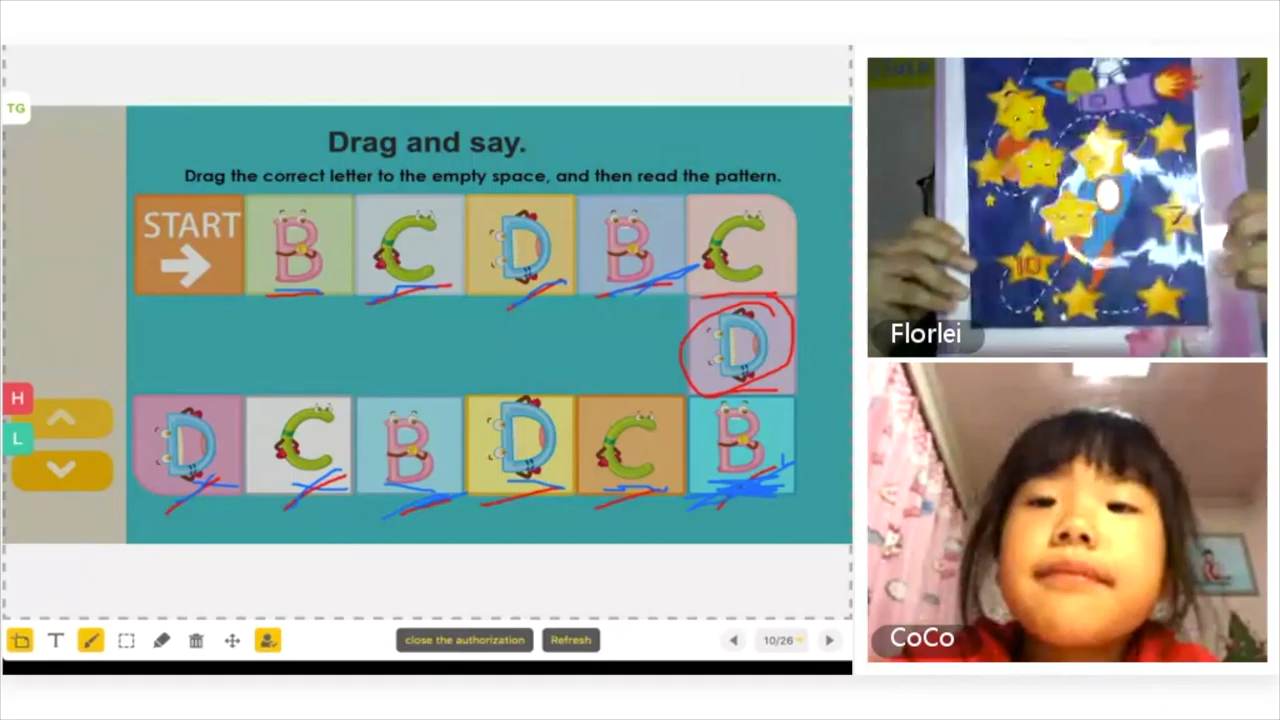 TG
Drag and say.
Drag the correct letter to the empty space, and then read the pattern.
START B C D B C
D
D C B D C B
H
L
T
close the authorization Refresh 10/26
10
7
Florlei
CoCo